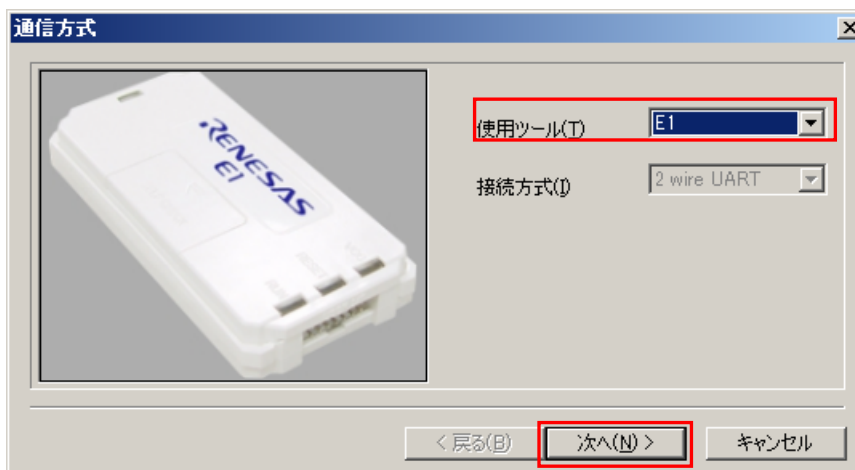 通信方式
RENESAS
E1
使用ツール(T)
E1
接続方式(I)
2 wire UART
< 戻る(B)
次へ(N) >
キャンセル